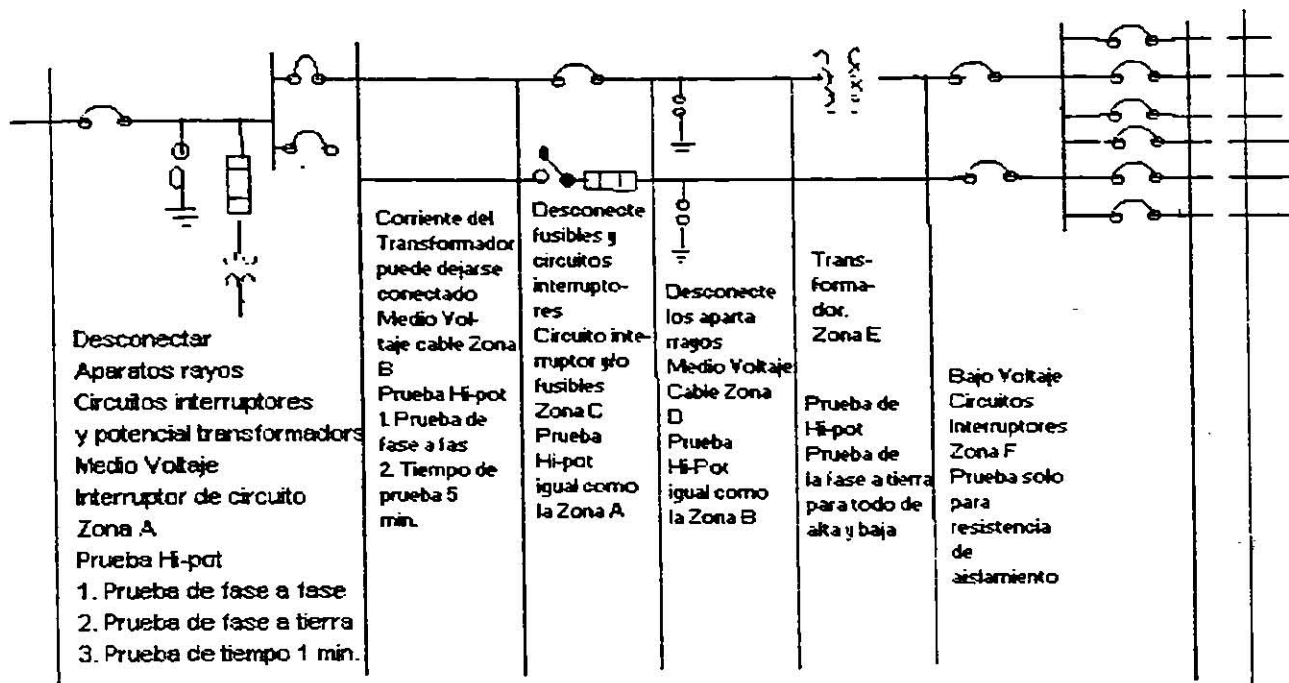 Desconectar
Aparatos rayos
Circuitos interruptores
y potencial transformadors
Medio Voltaje
Interruptor de circuito
Zona A
Prueba Hi-pot
1. Prueba de fase a fase
2. Prueba de fase a tierra
3. Prueba de tiempo 1 min.
Corriente del
Transformador
puede dejarse
conectado
Medio Vol-
taje cable Zona
B
Prueba Hi-pot
1. Prueba de
fase a fas
2. Tiempo de
prueba 5
min.
Desconecte
fusibles y
circuitos
interrupto-
res
Circuito inte-
rruptor y/o
fusibles
Zona C
Prueba
Hi-pot
igual como
la Zona A
Desconecte
los aparta
rrayos
Medio Voltaje
Cable Zona
D
Prueba
Hi-Pot
igual como
la Zona B
Trans-
forma-
dor.
Zona E
Prueba de
Hi-pot
Prueba de
la fase a tierra
para todo de
alta y baja
Bajo Voltaje
Circuitos
Interruptores
Zona F
Prueba solo
para
resistencia
de
aislamiento